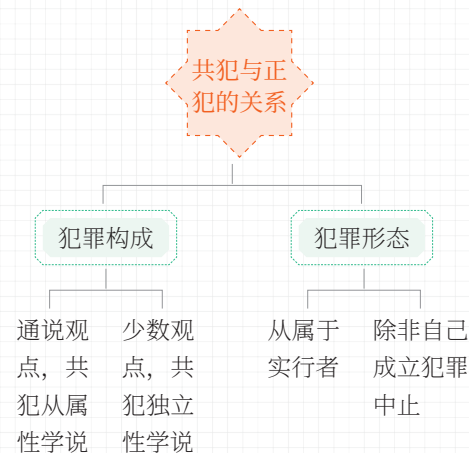 共犯与正
犯的关系
犯罪构成
犯罪形态
通说观
点，共
犯从属
性学说
少数观
点，共
犯独立
性学说
从属于
实行者
除非自己
成立犯罪
中止